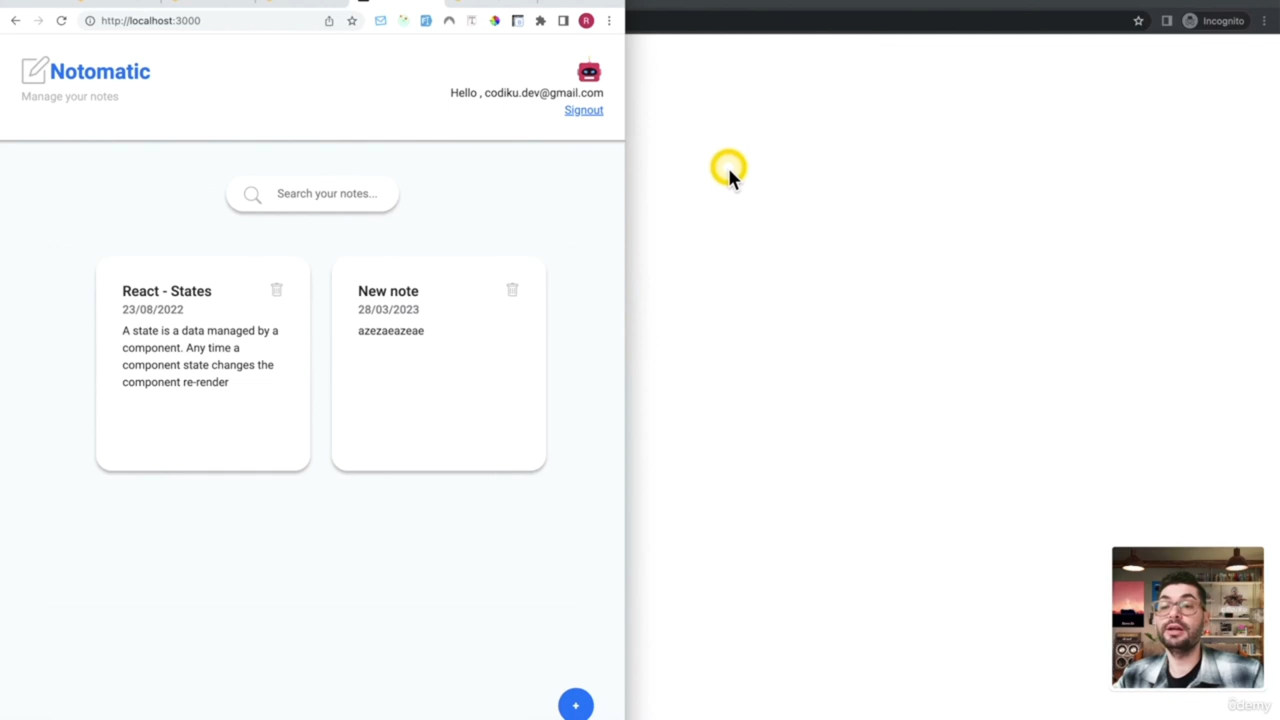 http://localhost:3000
R
Incognito
Notomatic
Manage your notes
Hello , codiku.dev@gmail.com
Signout
Search your notes...
React - States
23/08/2022
A state is a data managed by a
component. Any time a
component state changes the
component re-render
New note
28/03/2023
azezaeazeae
+
ûdemy